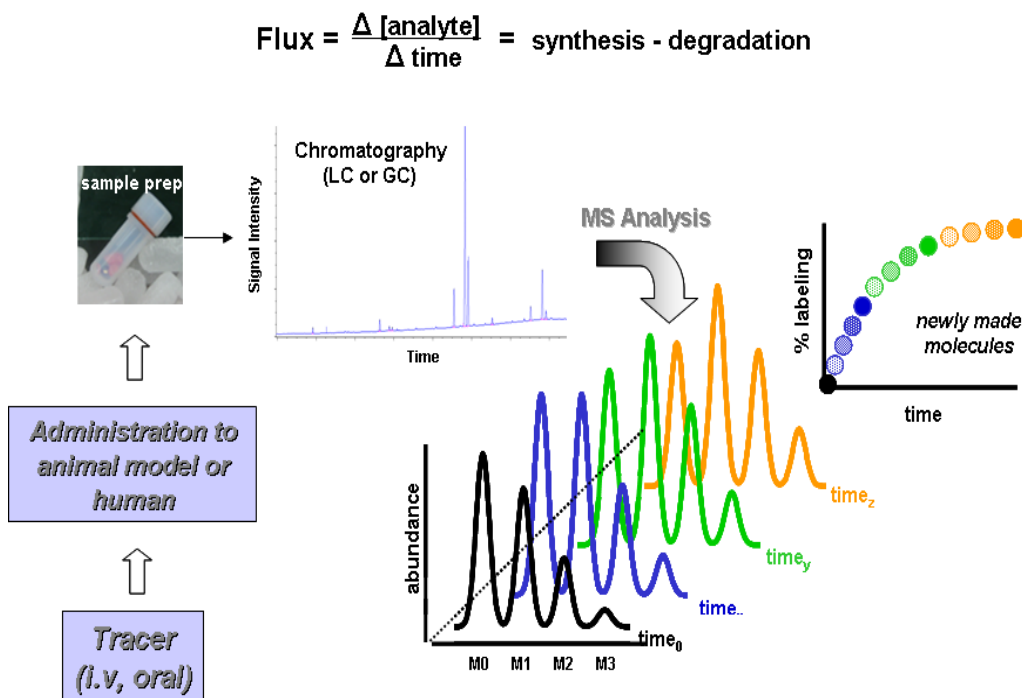 Flux = Δ [analyte] / Δ time = synthesis - degradation
sample prep
Chromatography
(LC or GC)
Signal Intensity
Time
MS Analysis
% labeling
newly made
molecules
time
Administration to
animal model or
human
Tracer
(i.v, oral)
abundance
M0 M1 M2 M3
time0
time..
timey
timez